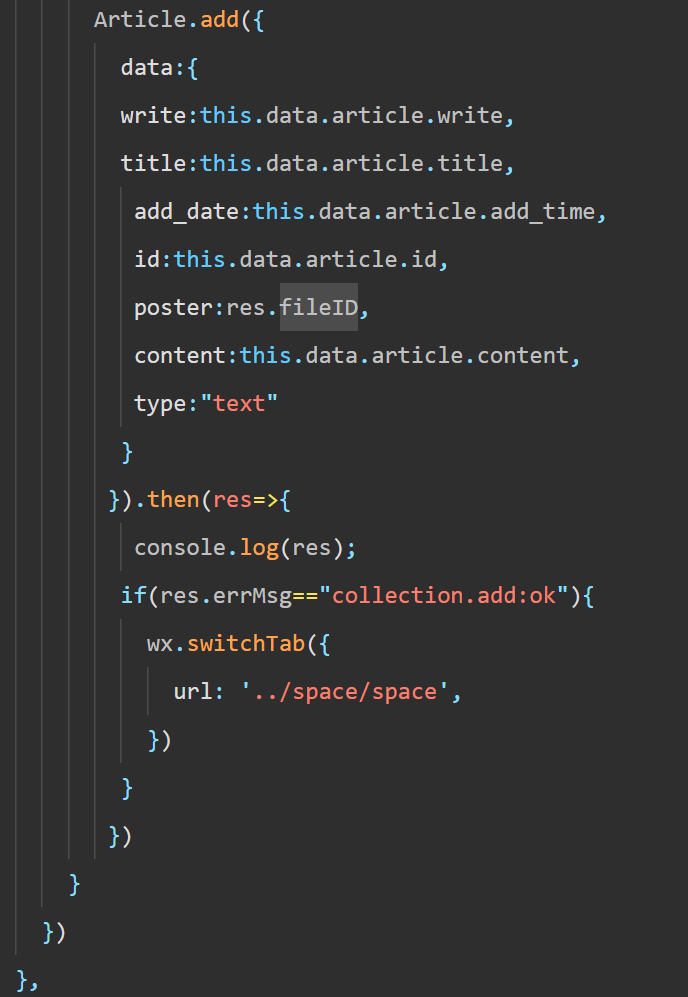 Article.add({
data:{
write:this.data.article.write,
title:this.data.article.title,
add_date:this.data.article.add_time,
id:this.data.article.id,
poster:res.fileID,
content:this.data.article.content,
type:"text"
}
}).then(res=>{
console.log(res);
if(res.errMsg=="collection.add:ok"){
wx.switchTab({
url: '../space/space',
})
}
})
}
})
},